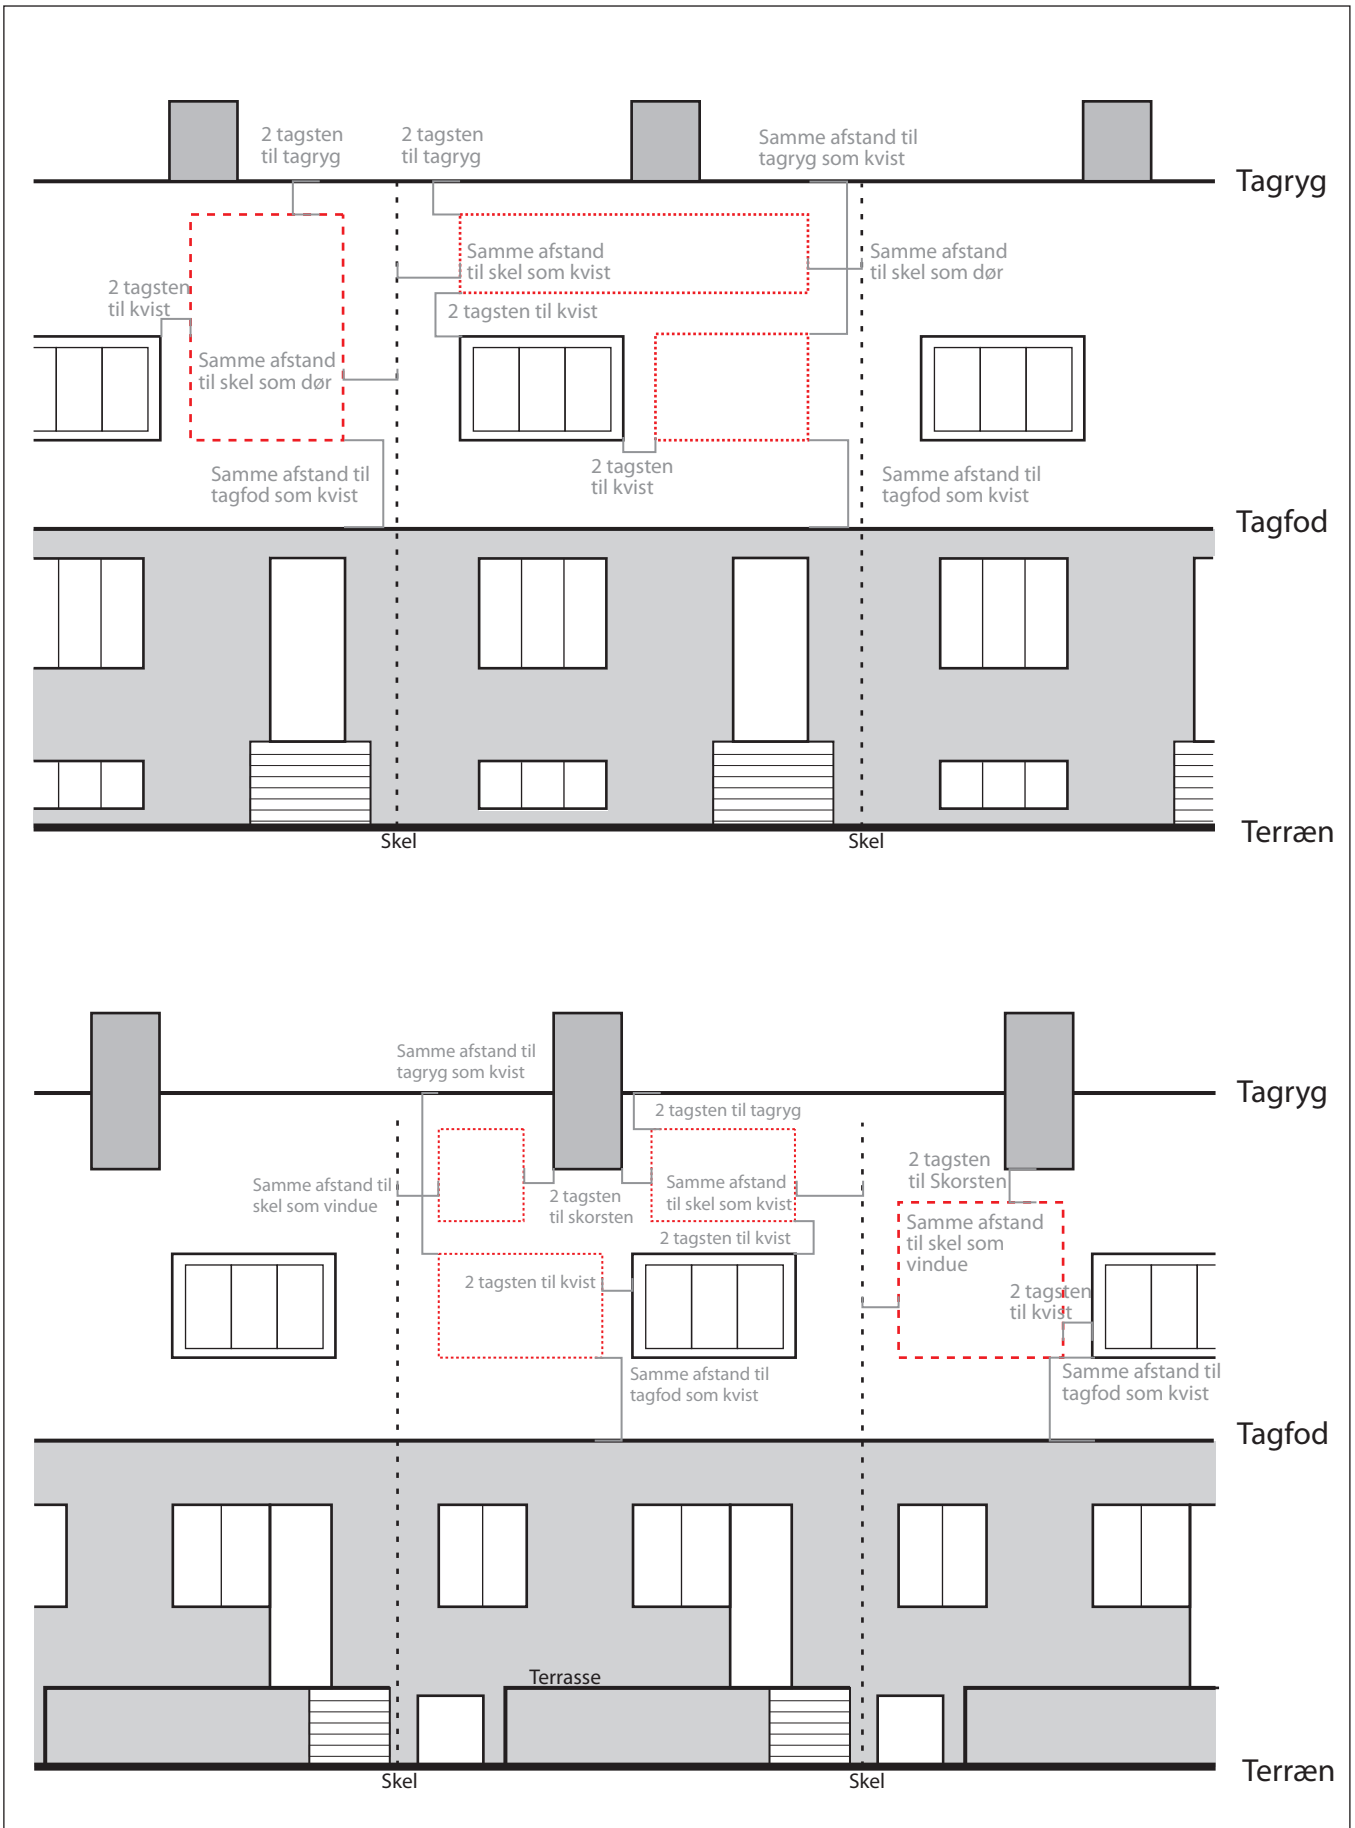 2 tagsten
til tagryg
2 tagsten
til tagryg
Samme afstand til
tagryg som kvist
Tagryg
Samme afstand
til skel som kvist
Samme afstand
til skel som dør
2 tagsten
til kvist
2 tagsten til kvist
Samme afstand
til skel som dør
Samme afstand til
tagfod som kvist
2 tagsten
til kvist
Samme afstand til
tagfod som kvist
Tagfod
Skel
Skel
Terræn
Samme afstand til
tagryg som kvist
Tagryg
2 tagsten til tagryg
Samme afstand til
skel som vindue
2 tagsten
til skorsten
Samme afstand
til skel som kvist
2 tagsten
til Skorsten
Samme afstand
til skel som
vindue
2 tagsten til kvist
2 tagsten til kvist
2 tagsten
til kvist
Samme afstand til
tagfod som kvist
Samme afstand til
tagfod som kvist
Tagfod
Terrasse
Skel
Skel
Terræn